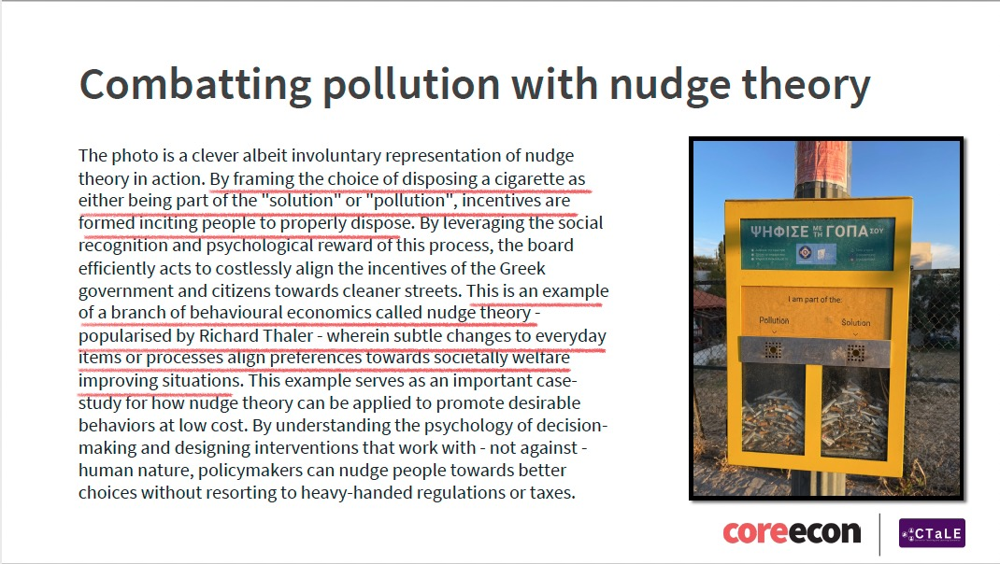 Combatting pollution with nudge theory
The photo is a clever albeit involuntary representation of nudge
theory in action. By framing the choice of disposing a cigarette as
either being part of the "solution" or "pollution", incentives are
formed inciting people to properly dispose. By leveraging the social
recognition and psychological reward of this process, the board
efficiently acts to costlessly align the incentives of the Greek
government and citizens towards cleaner streets. This is an example
of a branch of behavioural economics called nudge theory -
popularised by Richard Thaler - wherein subtle changes to everyday
items or processes align preferences towards societally welfare
improving situations. This example serves as an important case-
study for how nudge theory can be applied to promote desirable
behaviors at low cost. By understanding the psychology of decision-
making and designing interventions that work with - not against -
human nature, policymakers can nudge people towards better
choices without resorting to heavy-handed regulations or taxes.
ΨΗΦΙΣΕ ΜΕ ΤΗ ΓΟΠΑ ΣΟΥ
I am part of the:
Pollution Solution
coreecon
CTaLE